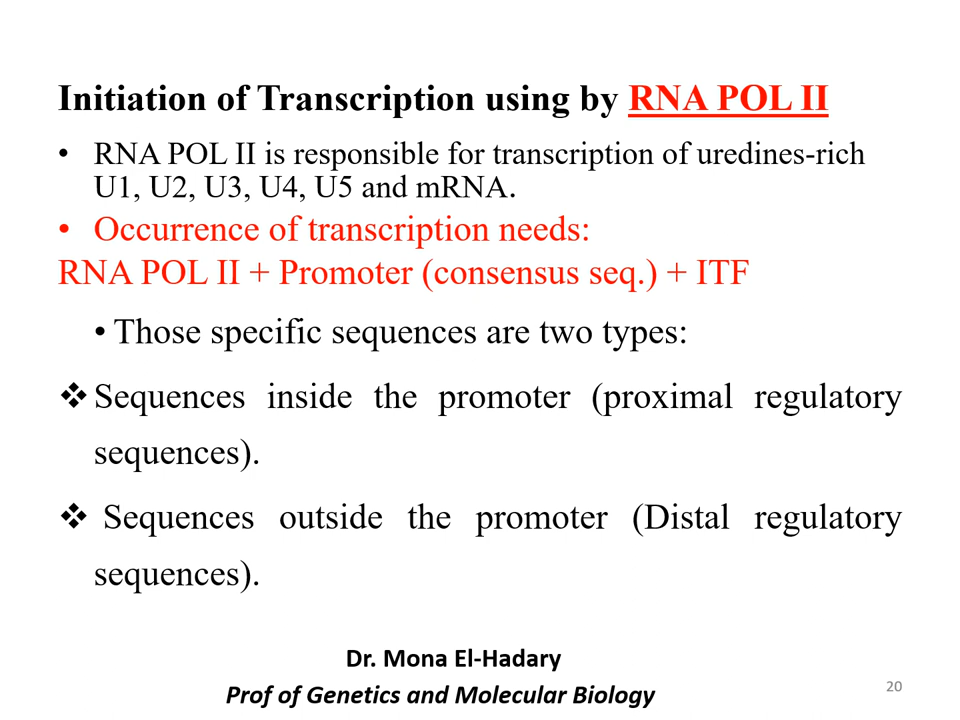 Initiation of Transcription using by RNA POL II
• RNA POL II is responsible for transcription of uredines-rich
U1, U2, U3, U4, U5 and mRNA.
• Occurrence of transcription needs:
RNA POL II + Promoter (consensus seq.) + ITF
• Those specific sequences are two types:
❖ Sequences inside the promoter (proximal regulatory
sequences).
❖ Sequences outside the promoter (Distal regulatory
sequences).
Dr. Mona El-Hadary
Prof of Genetics and Molecular Biology
20